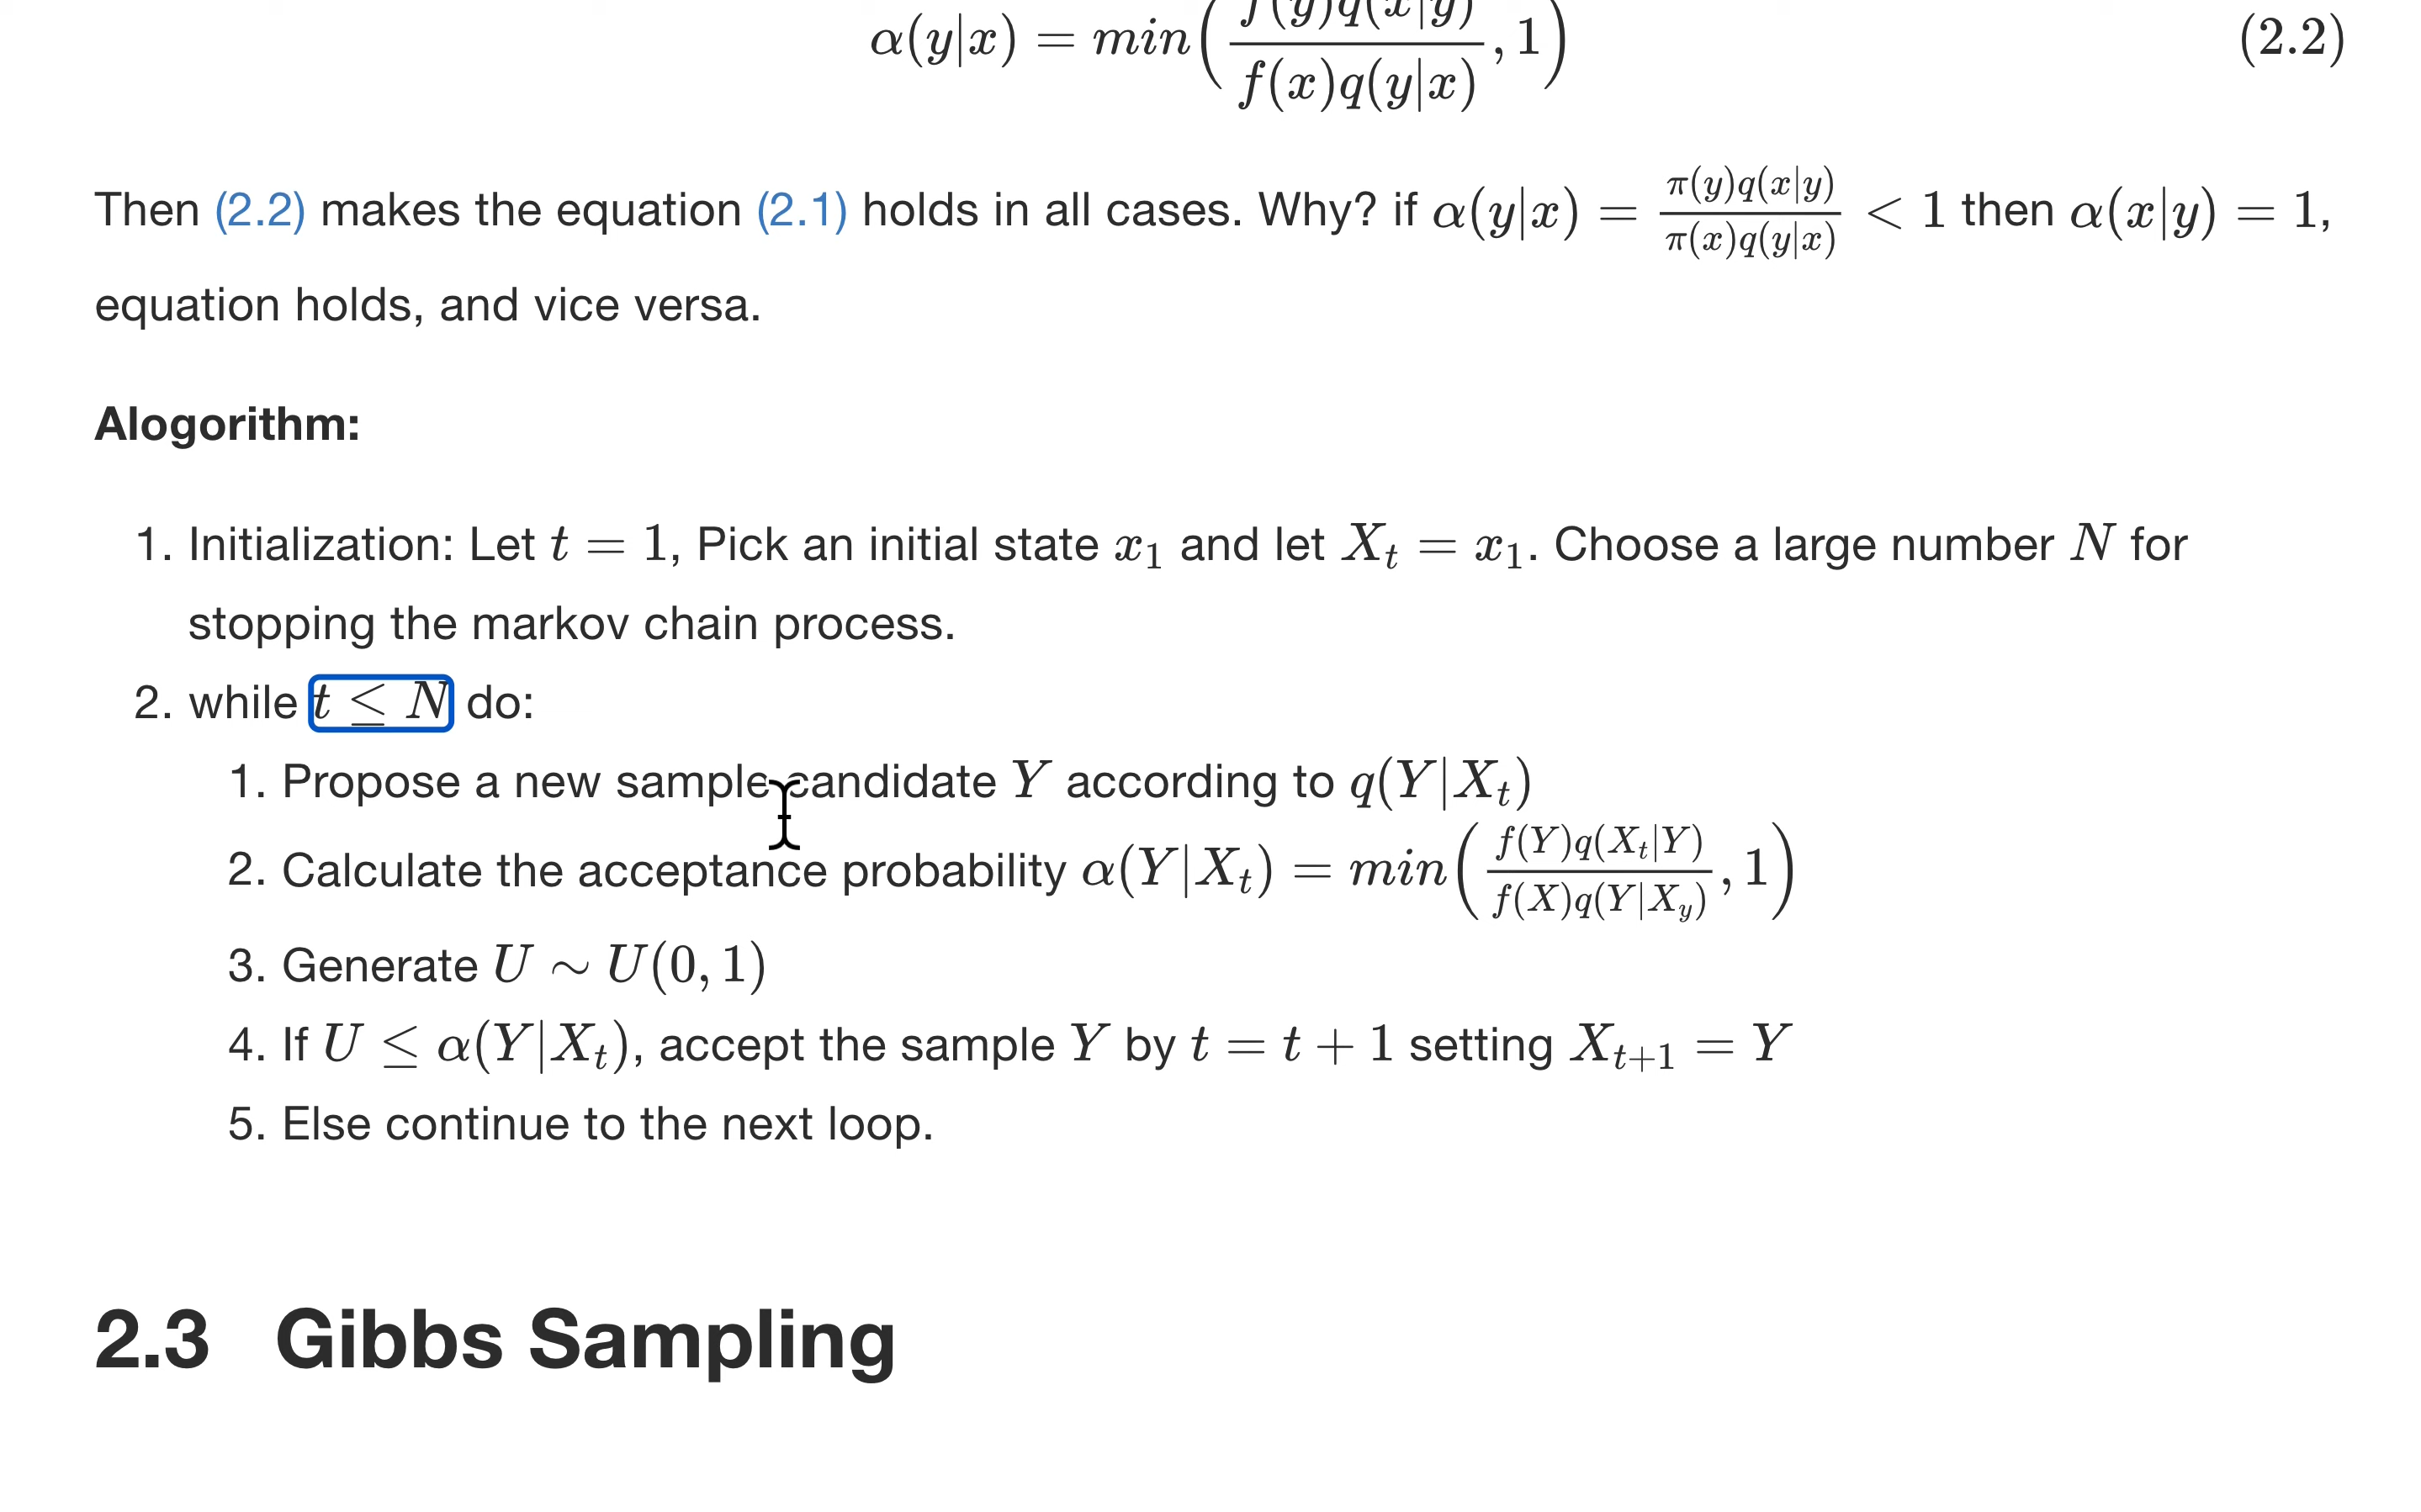 α(y|x) = min(f(y)q(x|y) / f(x)q(y|x), 1) (2.2)
Then (2.2) makes the equation (2.1) holds in all cases. Why? if α(y|x) = π(y)q(x|y) / π(x)q(y|x) < 1 then α(x|y) = 1,
equation holds, and vice versa.
Alogorithm:
1. Initialization: Let t = 1, Pick an initial state x₁ and let Xₜ = x₁. Choose a large number N for
stopping the markov chain process.
2. while t ≤ N do:
1. Propose a new sample candidate Y according to q(Y|Xₜ)
2. Calculate the acceptance probability α(Y|Xₜ) = min(f(Y)q(Xₜ|Y) / f(X)q(Y|X_y), 1)
3. Generate U ∼ U(0, 1)
4. If U ≤ α(Y|Xₜ), accept the sample Y by t = t + 1 setting Xₜ₊₁ = Y
5. Else continue to the next loop.
2.3 Gibbs Sampling